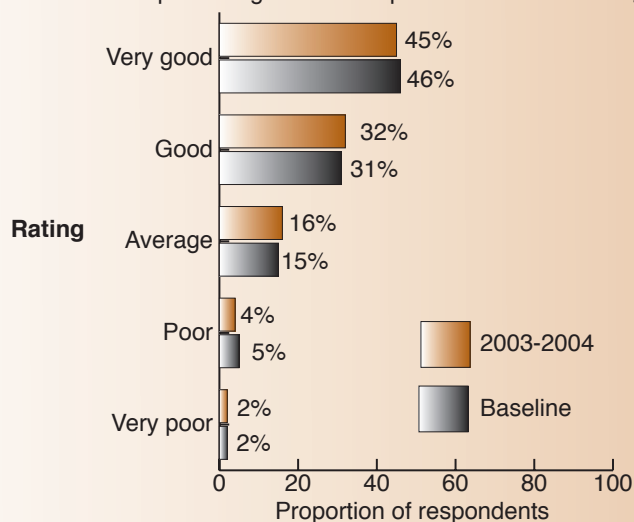 Very good
45%
46%
Good
32%
31%
Rating
Average
16%
15%
Poor
4%
5%
2003-2004
Baseline
Very poor
2%
2%
0 20 40 60 80 100
Proportion of respondents